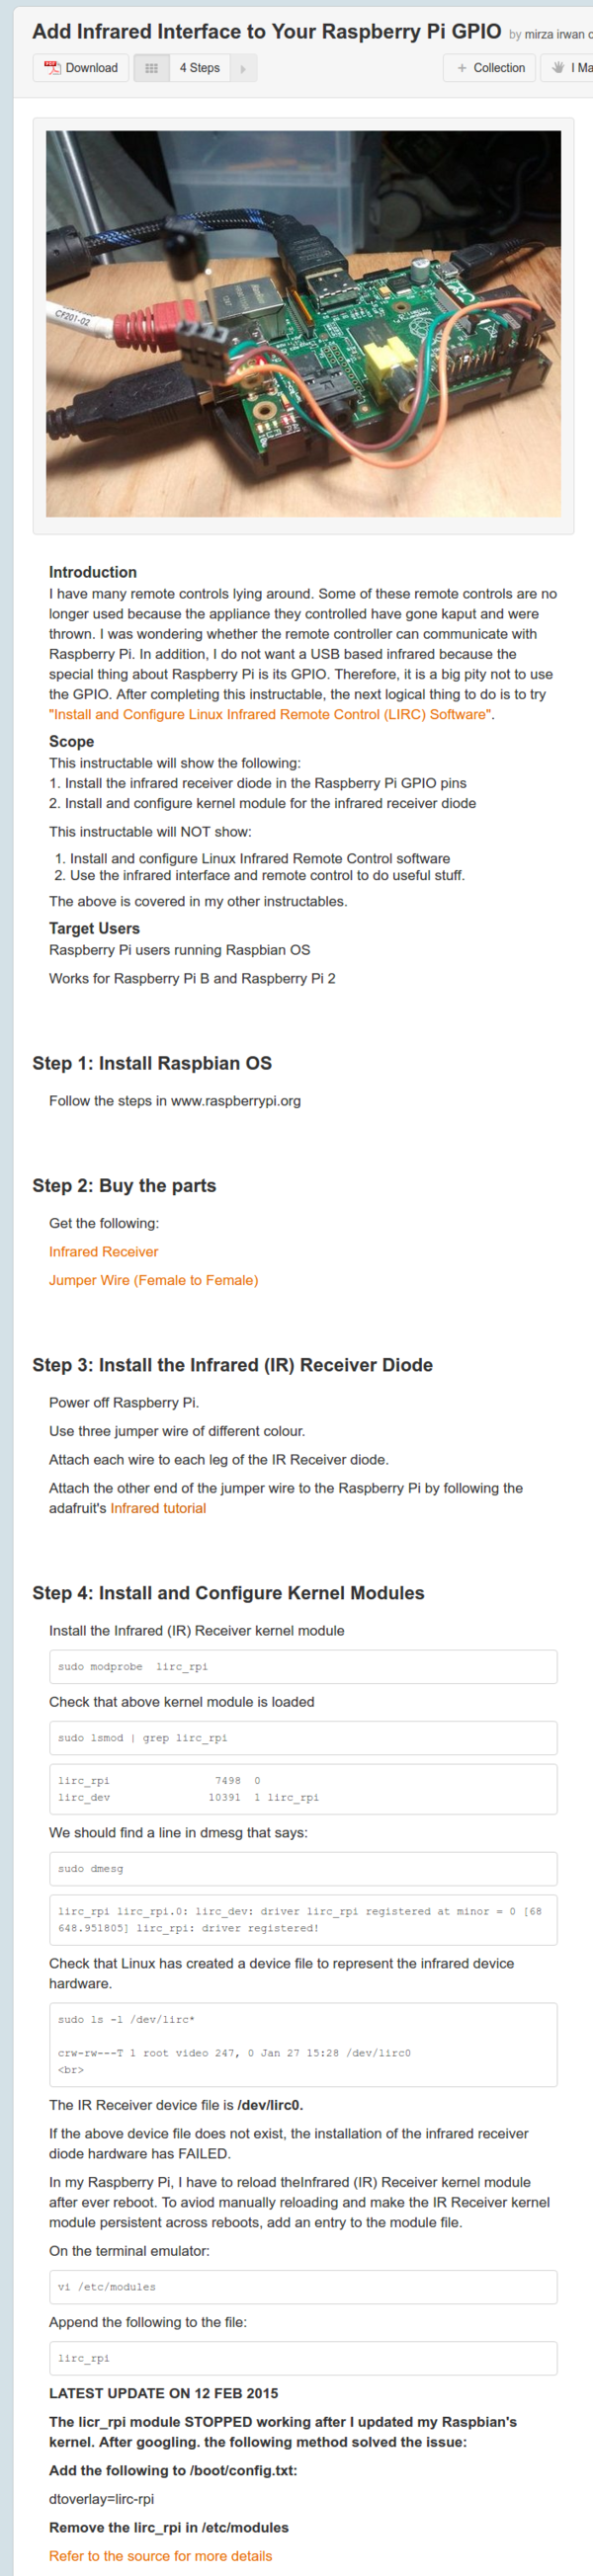 Add Infrared Interface to Your Raspberry Pi GPIO by mirza irwan
Download
4 Steps
+ Collection
I Ma
CF201-02
Introduction
I have many remote controls lying around. Some of these remote controls are no
longer used because the appliance they controlled have gone kaput and were
thrown. I was wondering whether the remote controller can communicate with
Raspberry Pi. In addition, I do not want a USB based infrared because the
special thing about Raspberry Pi is its GPIO. Therefore, it is a big pity not to use
the GPIO. After completing this instructable, the next logical thing to do is to try
"Install and Configure Linux Infrared Remote Control (LIRC) Software".
Scope
This instructable will show the following:
1. Install the infrared receiver diode in the Raspberry Pi GPIO pins
2. Install and configure kernel module for the infrared receiver diode
This instructable will NOT show:
1. Install and configure Linux Infrared Remote Control software
2. Use the infrared interface and remote control to do useful stuff.
The above is covered in my other instructables.
Target Users
Raspberry Pi users running Raspbian OS
Works for Raspberry Pi B and Raspberry Pi 2
Step 1: Install Raspbian OS
Follow the steps in www.raspberrypi.org
Step 2: Buy the parts
Get the following:
Infrared Receiver
Jumper Wire (Female to Female)
Step 3: Install the Infrared (IR) Receiver Diode
Power off Raspberry Pi.
Use three jumper wire of different colour.
Attach each wire to each leg of the IR Receiver diode.
Attach the other end of the jumper wire to the Raspberry Pi by following the
adafruit's Infrared tutorial
Step 4: Install and Configure Kernel Modules
Install the Infrared (IR) Receiver kernel module
sudo modprobe  lirc_rpi
Check that above kernel module is loaded
sudo lsmod | grep lirc_rpi
lirc_rpi                7498  0
lirc_dev               10391  1 lirc_rpi
We should find a line in dmesg that says:
sudo dmesg
lirc_rpi lirc_rpi.0: lirc_dev: driver lirc_rpi registered at minor = 0 [68
648.951805] lirc_rpi: driver registered!
Check that Linux has created a device file to represent the infrared device
hardware.
sudo ls -l /dev/lirc*
crw-rw---T 1 root video 247, 0 Jan 27 15:28 /dev/lirc0
<br>
The IR Receiver device file is /dev/lirc0.
If the above device file does not exist, the installation of the infrared receiver
diode hardware has FAILED.
In my Raspberry Pi, I have to reload theInfrared (IR) Receiver kernel module
after ever reboot. To aviod manually reloading and make the IR Receiver kernel
module persistent across reboots, add an entry to the module file.
On the terminal emulator:
vi /etc/modules
Append the following to the file:
lirc_rpi
LATEST UPDATE ON 12 FEB 2015
The licr_rpi module STOPPED working after I updated my Raspbian's
kernel. After googling. the following method solved the issue:
Add the following to /boot/config.txt:
dtoverlay=lirc-rpi
Remove the lirc_rpi in /etc/modules
Refer to the source for more details